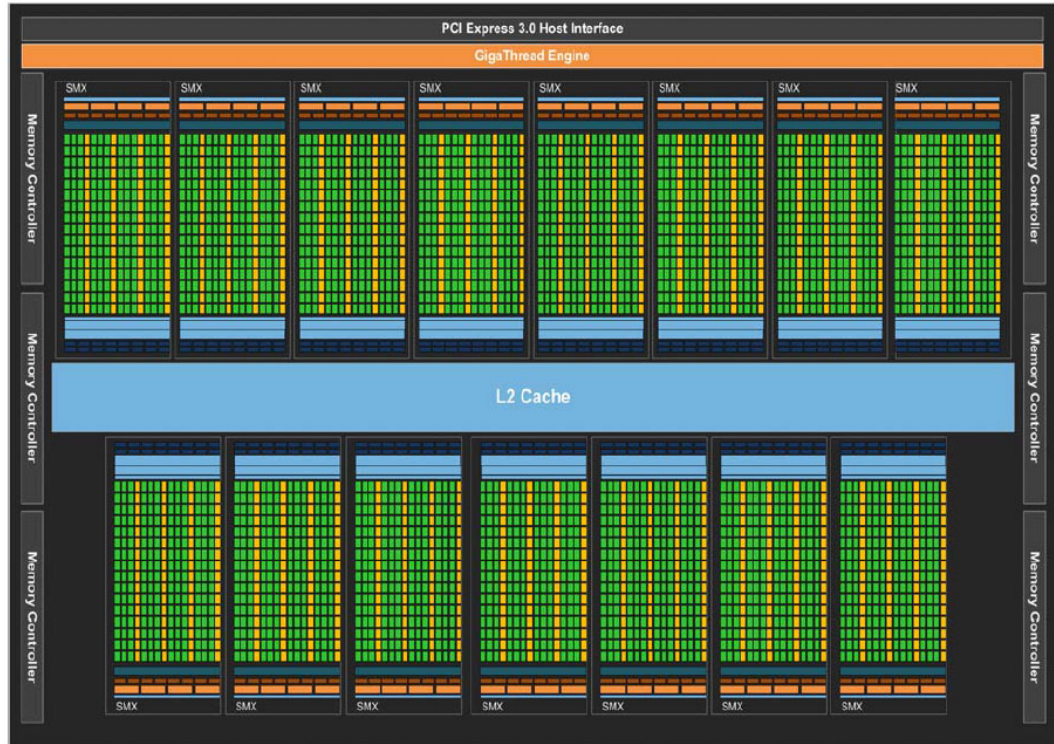 PCI Express 3.0 Host Interface
GigaThread Engine
SMX SMX SMX SMX SMX SMX SMX SMX
Memory Controller
Memory Controller
Memory Controller
Memory Controller
L2 Cache
Memory Controller
Memory Controller
SMX SMX SMX SMX SMX SMX SMX